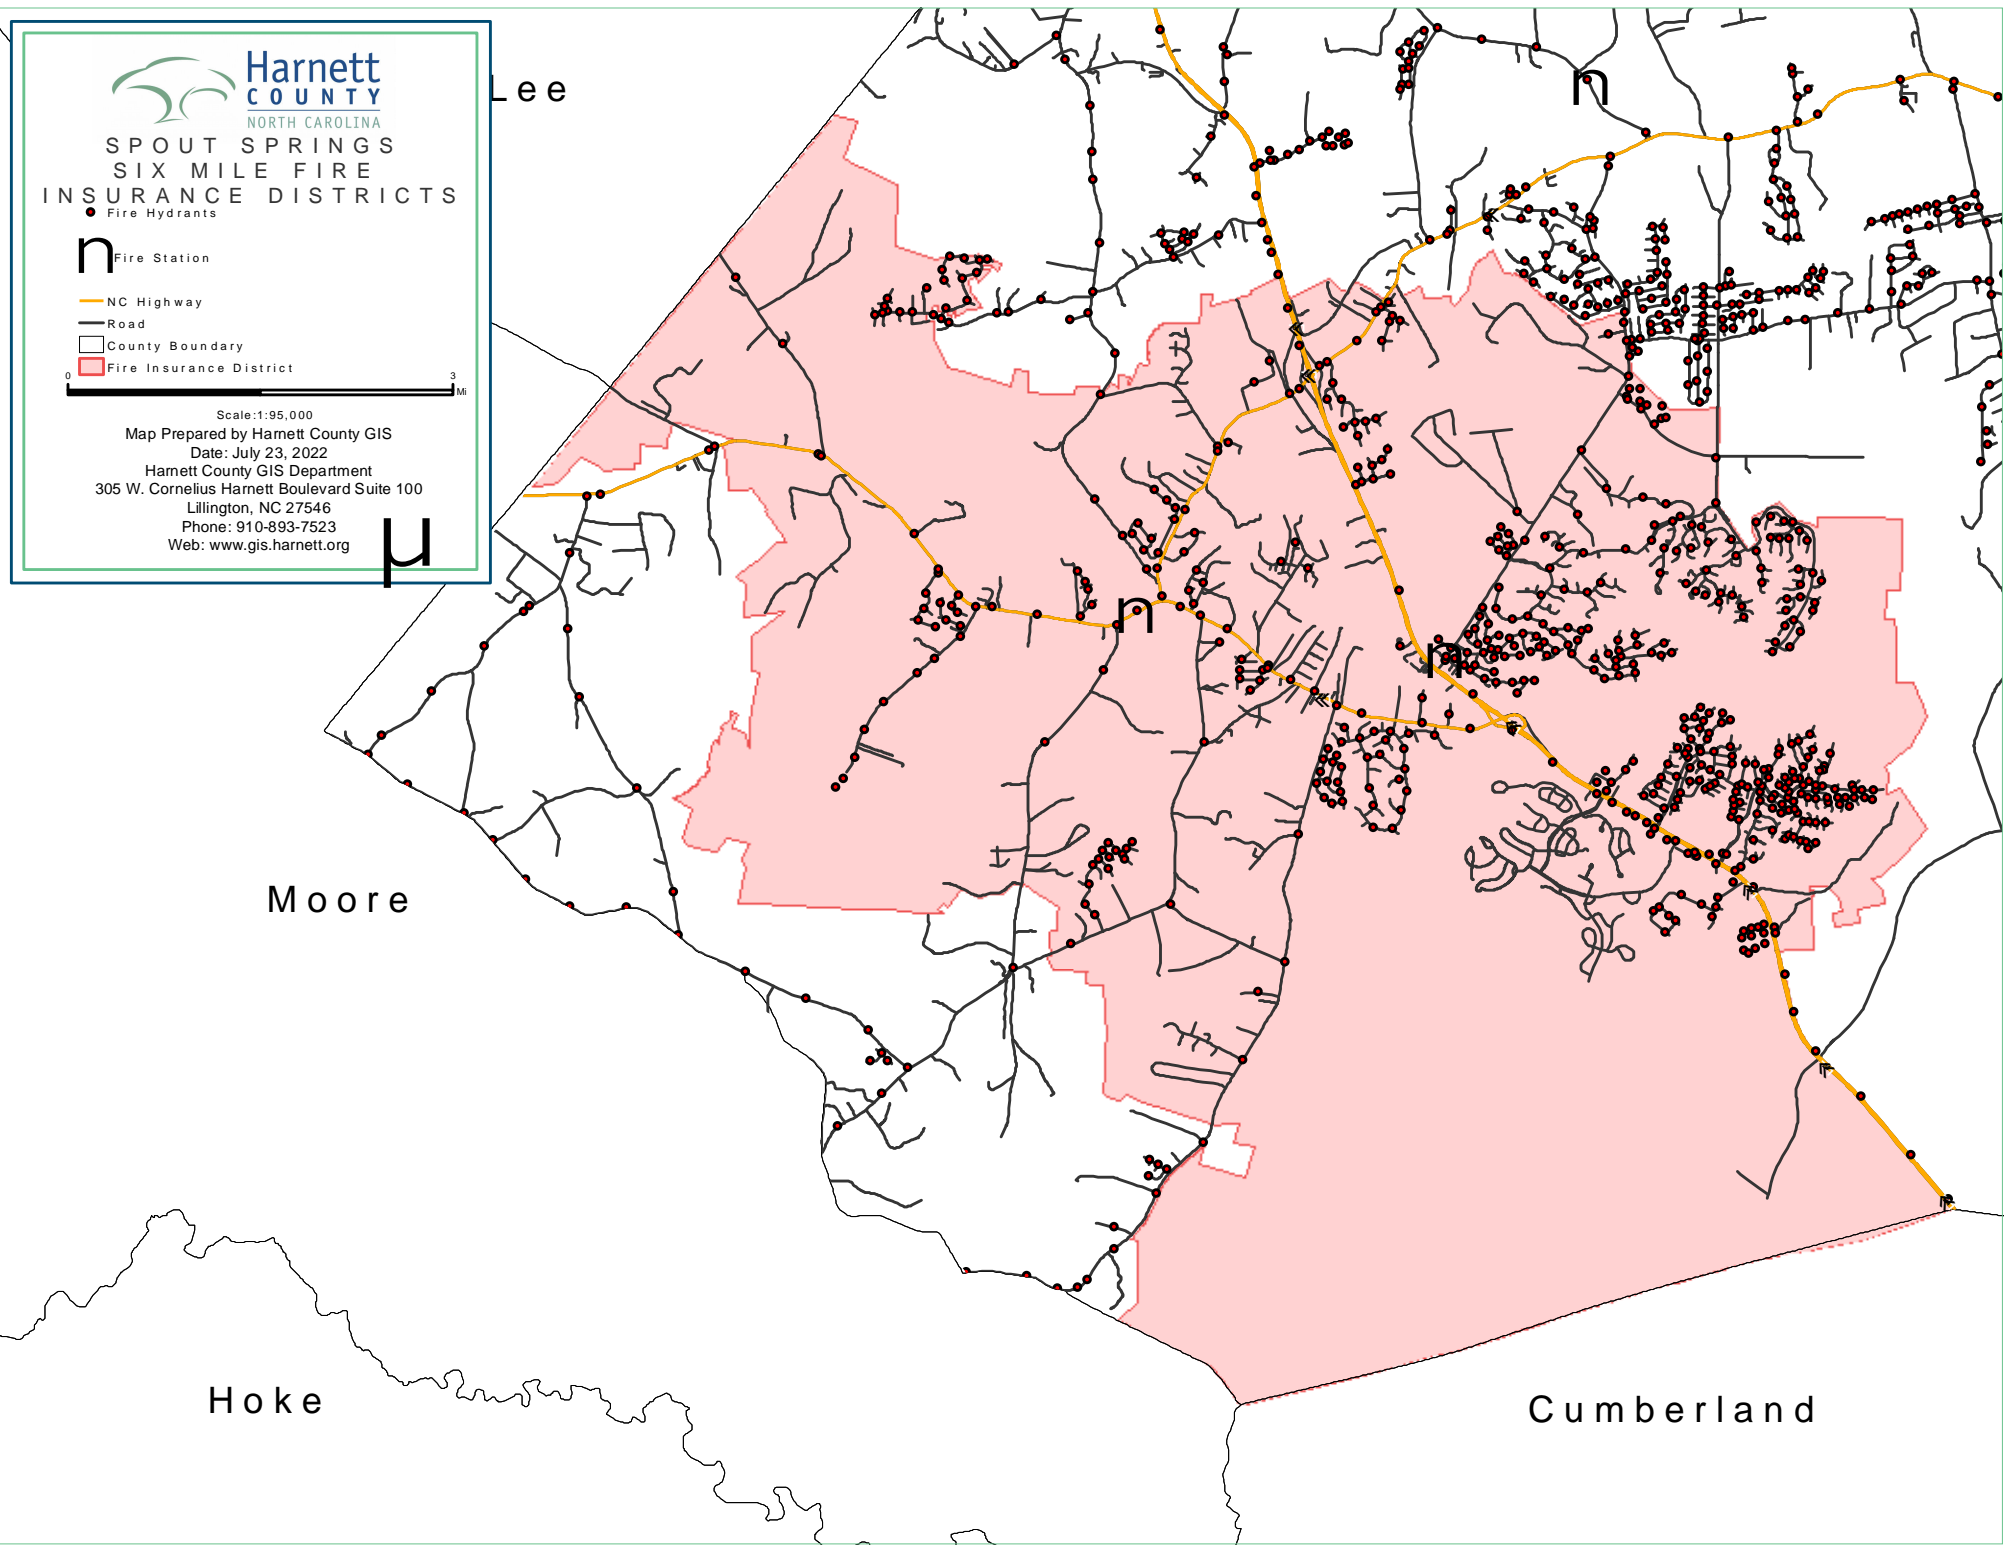 Harnett
COUNTY
NORTH CAROLINA
SPOUT SPRINGS
SIX MILE FIRE
INSURANCE DISTRICTS
Fire Hydrants
n Fire Station
NC Highway
Road
County Boundary
Fire Insurance District
0 3
Mi
Scale:1:95,000
Map Prepared by Harnett County GIS
Date: July 23, 2022
Harnett County GIS Department
305 W. Cornelius Harnett Boulevard Suite 100
Lillington, NC 27546
Phone: 910-893-7523
Web: www.gis.harnett.org
µ
Lee
n
n
n
Moore
Hoke
Cumberland